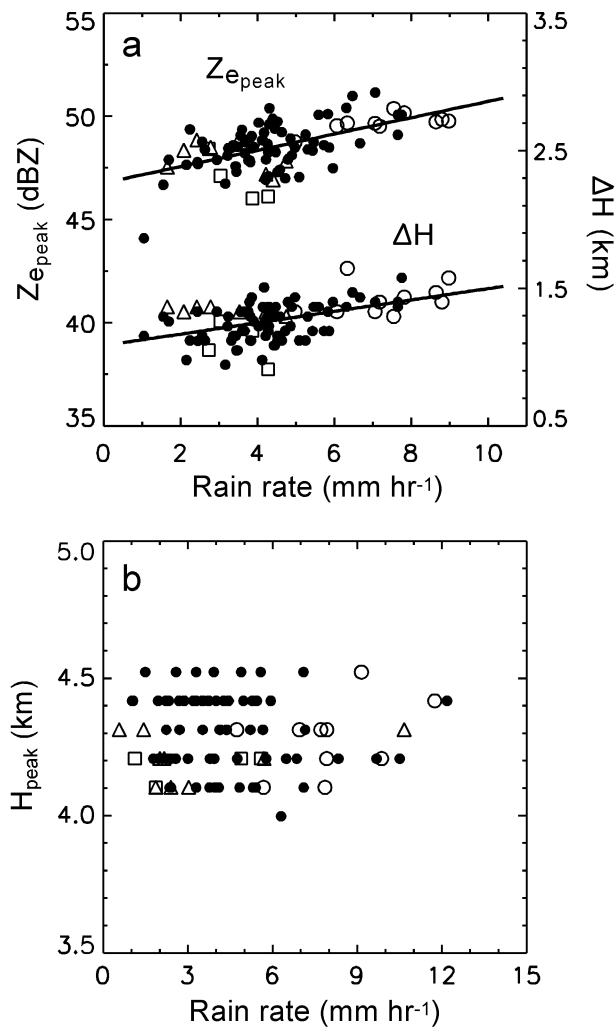 a
Ze_peak
ΔH
Ze_peak (dBZ)
55
50
45
40
35
3.5
2.5
1.5
0.5
ΔH (km)
0 2 4 6 8 10
Rain rate (mm hr-1)
b
H_peak (km)
5.0
4.5
4.0
3.5
0 3 6 9 12 15
Rain rate (mm hr-1)